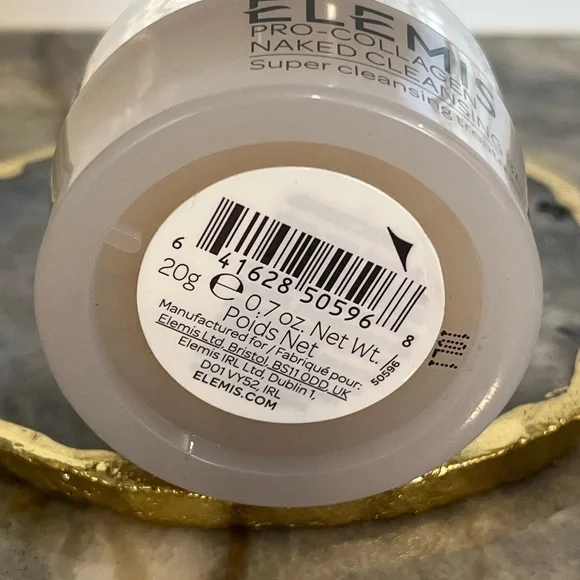 ELEMIS
PRO-COLLAGEN
NAKED CLEANSING
Super cleansing
6 41628 50596 8
20g e 0.7 oz. Net Wt.
Poids Net
Manufactured for / Fabriqué pour:
Elemis Ltd, Bristol, BS11 0DD, UK
Elemis IRL Ltd, Dublin 1,
D01 VY52, IRL
ELEMIS.COM
50596